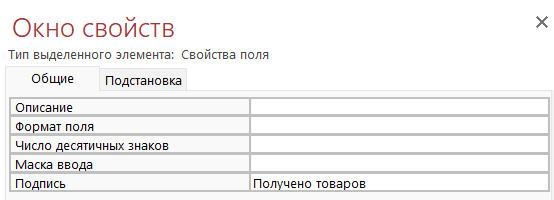 Окно свойств
Тип выделенного элемента: Свойства поля
Общие Подстановка
Описание
Формат поля
Число десятичных знаков
Маска ввода
Подпись Получено товаров